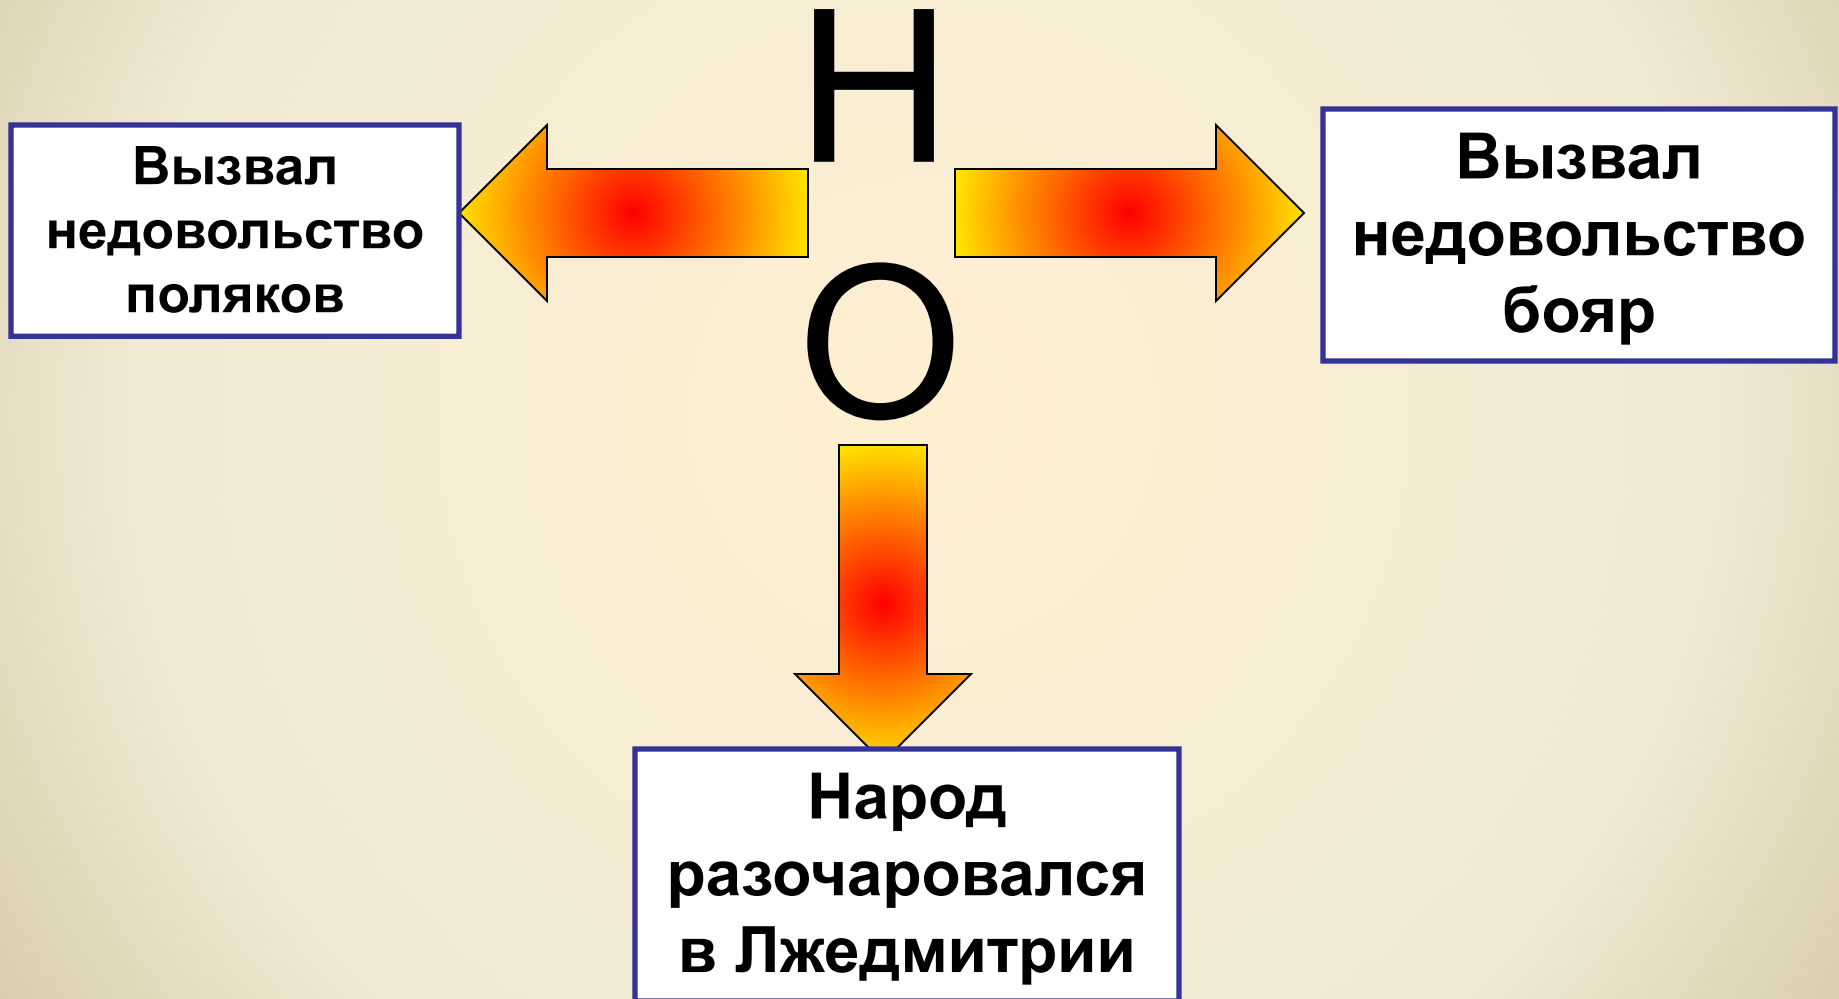 Н
О
Вызвал
недовольство
поляков
Вызвал
недовольство
бояр
Народ
разочаровался
в Лжедмитрии